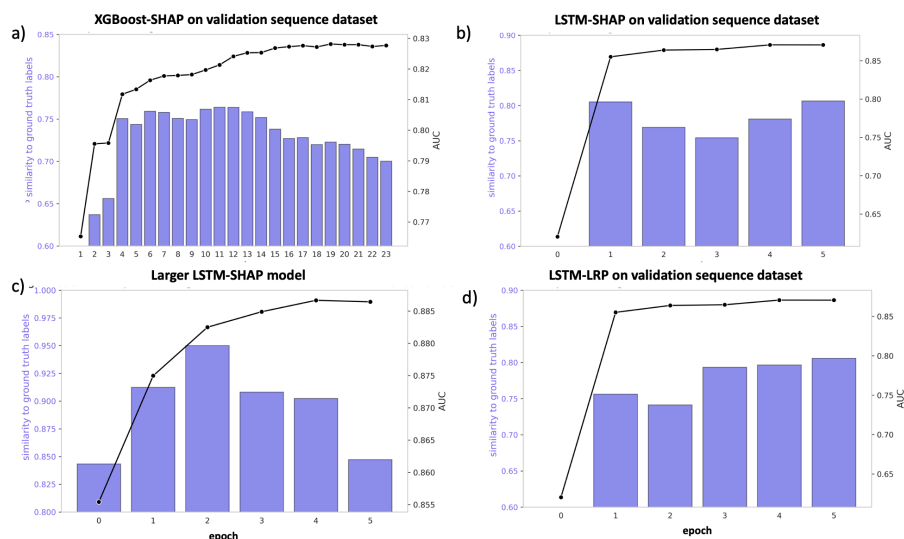 XGBoost-SHAP on validation sequence dataset
a)
0.85
0.80
0.75
0.70
0.65
0.60
similarity to ground truth labels
0.83
0.82
0.81
0.80
0.79
0.78
0.77
AUC
1 2 3 4 5 6 7 8 9 10 11 12 13 14 15 16 17 18 19 20 21 22 23
LSTM-SHAP on validation sequence dataset
b)
0.90
0.85
0.80
0.75
0.70
0.65
0.60
similarity to ground truth labels
0.85
0.80
0.75
0.70
0.65
AUC
0 1 2 3 4 5
Larger LSTM-SHAP model
c)
1.000
0.975
0.950
0.925
0.900
0.875
0.850
0.825
0.800
similarity to ground truth labels
0.885
0.880
0.875
0.870
0.865
0.860
0.855
AUC
0 1 2 3 4 5
epoch
LSTM-LRP on validation sequence dataset
d)
0.90
0.85
0.80
0.75
0.70
0.65
0.60
similarity to ground truth labels
0.85
0.80
0.75
0.70
0.65
AUC
0 1 2 3 4 5
epoch